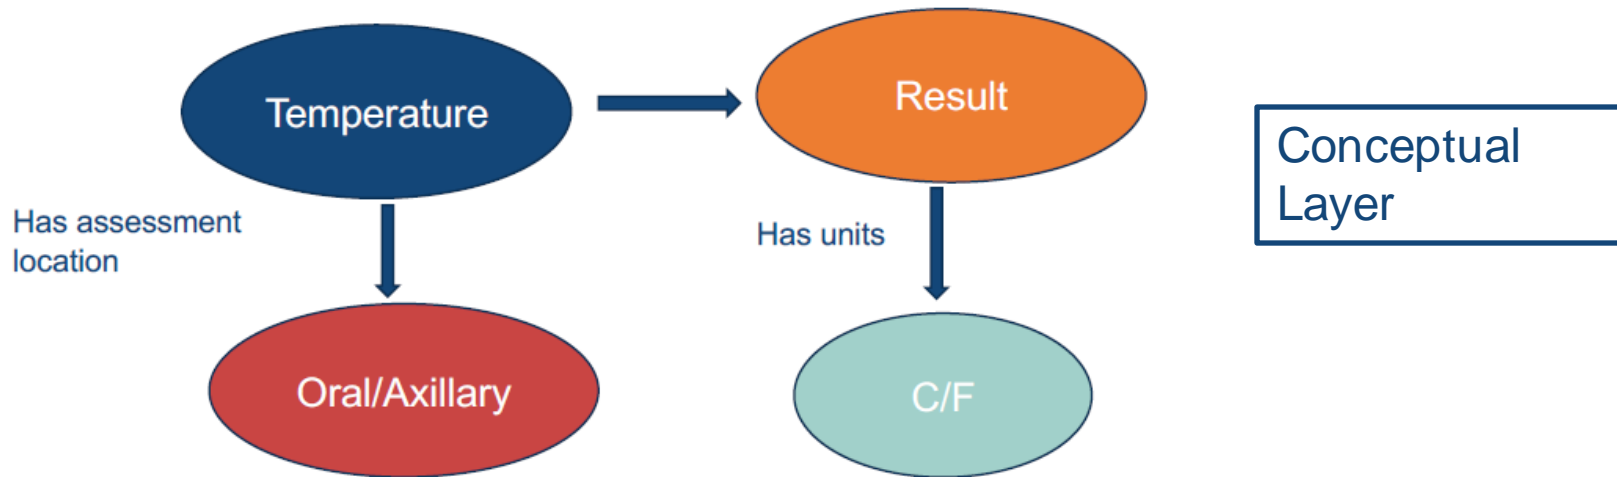 Temperature
Result
Conceptual
Layer
Has assessment
location
Has units
Oral/Axillary
C/F